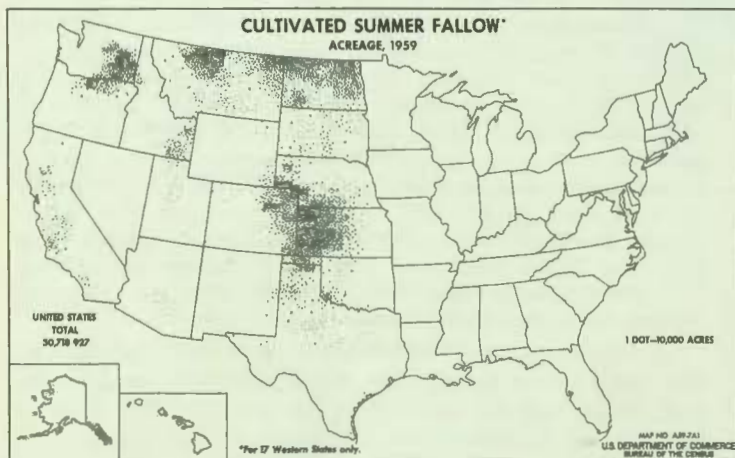 CULTIVATED SUMMER FALLOW*
ACREAGE, 1959
UNITED STATES
TOTAL
30,718 927
1 DOT—10,000 ACRES
*For 17 Western States only.
MAP NO. A59-7A1
U.S. DEPARTMENT OF COMMERCE
BUREAU OF THE CENSUS